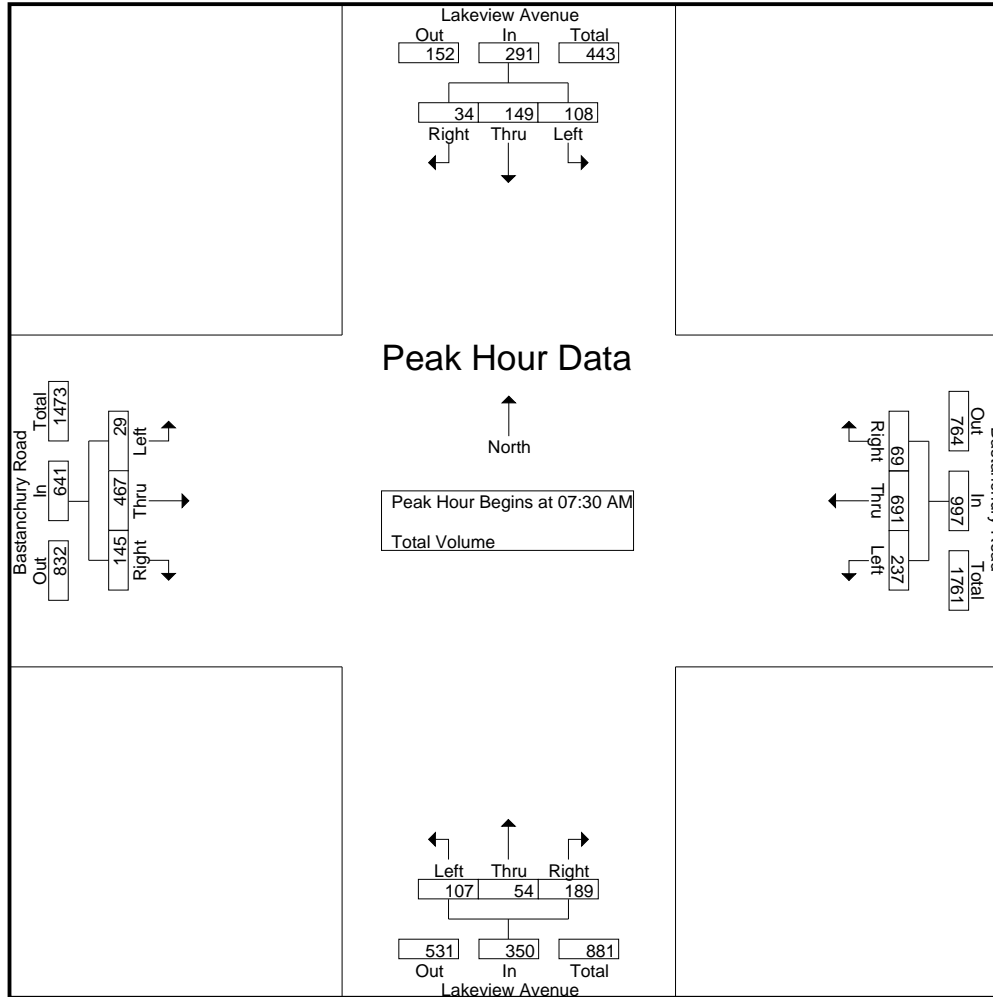 Lakeview Avenue
Out In Total
152 291 443
34 149 108
Right Thru Left
Peak Hour Data
North
Peak Hour Begins at 07:30 AM
Total Volume
Bastanchury Road
Total In Out
1473 641 832
29 467 145
Left Thru Right
Out In Total
764 997 1761
69 691 237
Right Thru Left
Left Thru Right
107 54 189
531 350 881
Out In Total
Lakeview Avenue